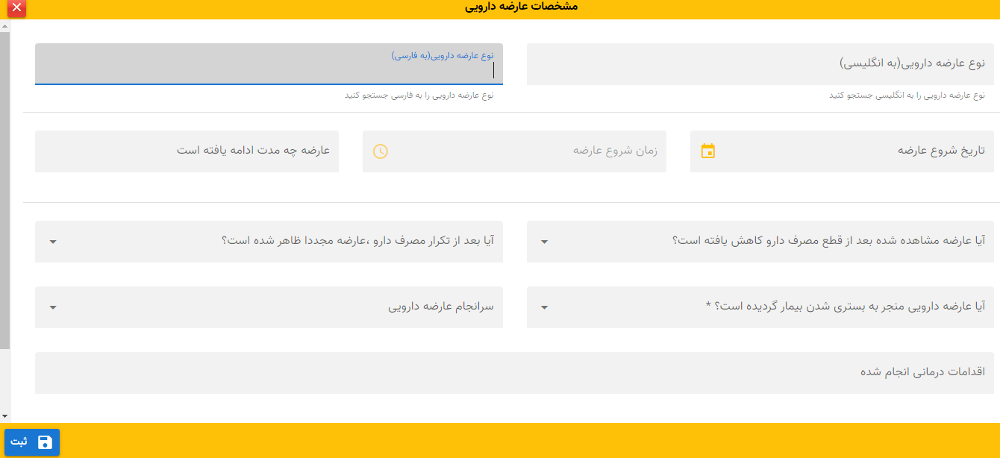 مشخصات عارضه دارویی
نوع عارضه دارویی(به انگلیسی)
نوع عارضه دارویی را به انگلیسی جستجو کنید
نوع عارضه دارویی(به فارسی)
نوع عارضه دارویی را به فارسی جستجو کنید
تاریخ شروع عارضه
زمان شروع عارضه
عارضه چه مدت ادامه یافته است
آیا عارضه مشاهده شده بعد از قطع مصرف دارو کاهش یافته است؟
آیا بعد از تکرار مصرف دارو ،عارضه مجددا ظاهر شده است؟
آیا عارضه دارویی منجر به بستری شدن بیمار گردیده است؟ *
سرانجام عارضه دارویی
اقدامات درمانی انجام شده
ثبت